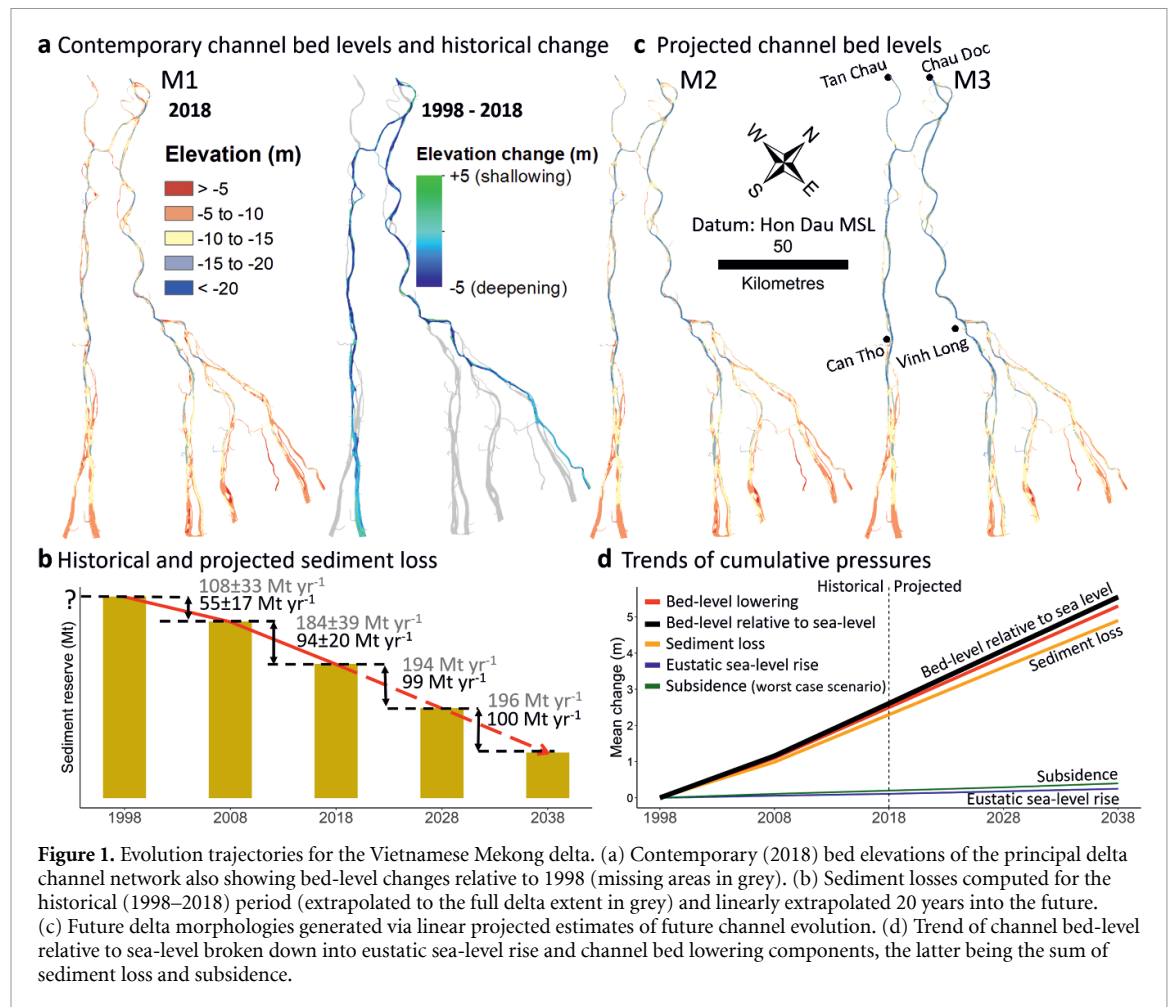 a Contemporary channel bed levels and historical change
M1
2018
Elevation (m)
> -5
-5 to -10
-10 to -15
-15 to -20
< -20
1998 - 2018
Elevation change (m)
+5 (shallowing)
-5 (deepening)
c Projected channel bed levels
M2
Tan Chau
Chau Doc
M3
W
N
S
E
Datum: Hon Dau MSL
50
Kilometres
Can Tho
Vinh Long
b Historical and projected sediment loss
Sediment reserve (Mt)
?
108±33 Mt yr-1
55±17 Mt yr-1
184±39 Mt yr-1
94±20 Mt yr-1
194 Mt yr-1
99 Mt yr-1
196 Mt yr-1
100 Mt yr-1
1998
2008
2018
2028
2038
d Trends of cumulative pressures
Historical
Projected
Bed-level lowering
Bed-level relative to sea-level
Sediment loss
Eustatic sea-level rise
Subsidence (worst case scenario)
Bed-level relative to sea level
Sediment loss
Subsidence
Eustatic sea-level rise
Mean change (m)
5
4
3
2
1
0
1998
2008
2018
2028
2038
Figure 1. Evolution trajectories for the Vietnamese Mekong delta. (a) Contemporary (2018) bed elevations of the principal delta
channel network also showing bed-level changes relative to 1998 (missing areas in grey). (b) Sediment losses computed for the
historical (1998–2018) period (extrapolated to the full delta extent in grey) and linearly extrapolated 20 years into the future.
(c) Future delta morphologies generated via linear projected estimates of future channel evolution. (d) Trend of channel bed-level
relative to sea-level broken down into eustatic sea-level rise and channel bed lowering components, the latter being the sum of
sediment loss and subsidence.